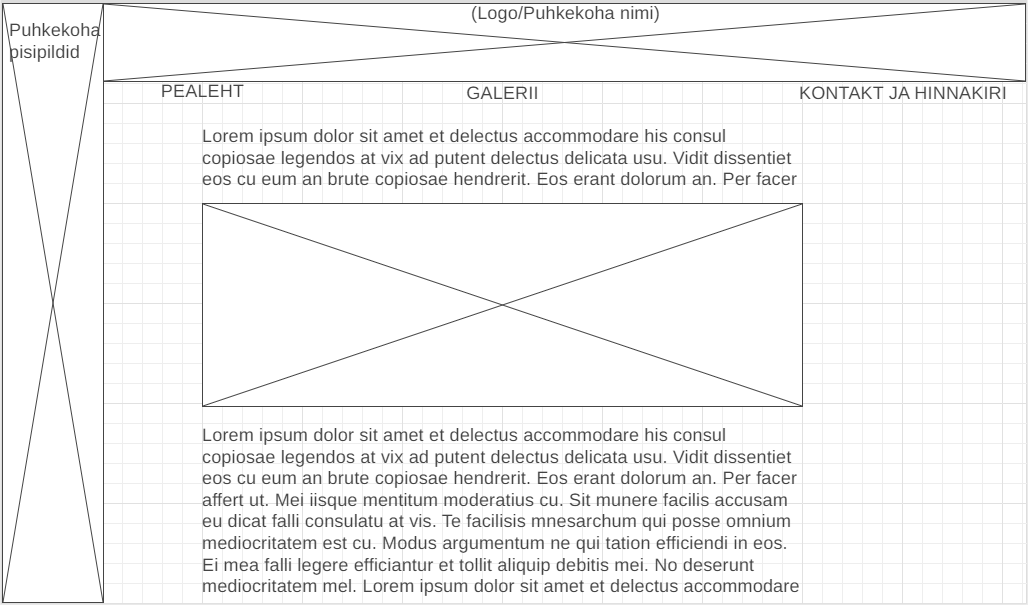 Puhkekoha
pisipildid
(Logo/Puhkekoha nimi)
PEALEHT
GALERII
KONTAKT JA HINNAKIRI
Lorem ipsum dolor sit amet et delectus accommodare his consul
copiosae legendos at vix ad putent delectus delicata usu. Vidit dissentiet
eos cu eum an brute copiosae hendrerit. Eos erant dolorum an. Per facer
Lorem ipsum dolor sit amet et delectus accommodare his consul
copiosae legendos at vix ad putent delectus delicata usu. Vidit dissentiet
eos cu eum an brute copiosae hendrerit. Eos erant dolorum an. Per facer
affert ut. Mei iisque mentitum moderatius cu. Sit munere facilis accusam
eu dicat falli consulatu at vis. Te facilisis mnesarchum qui posse omnium
mediocritatem est cu. Modus argumentum ne qui tation efficiendi in eos.
Ei mea falli legere efficiantur et tollit aliquip debitis mei. No deserunt
mediocritatem mel. Lorem ipsum dolor sit amet et delectus accommodare